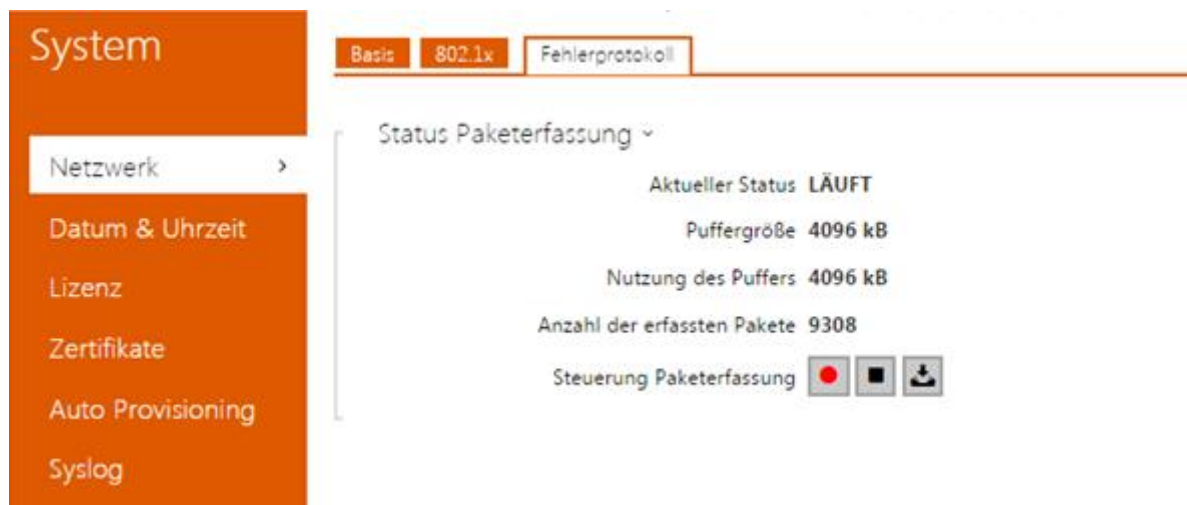 System
Basis 802.1x Fehlerprotokoll
Status Paketerfassung
Netzwerk
Aktueller Status LÄUFT
Datum & Uhrzeit
Puffergröße 4096 kB
Nutzung des Puffers 4096 kB
Lizenz
Anzahl der erfassten Pakete 9308
Zertifikate
Steuerung Paketerfassung
Auto Provisioning
Syslog